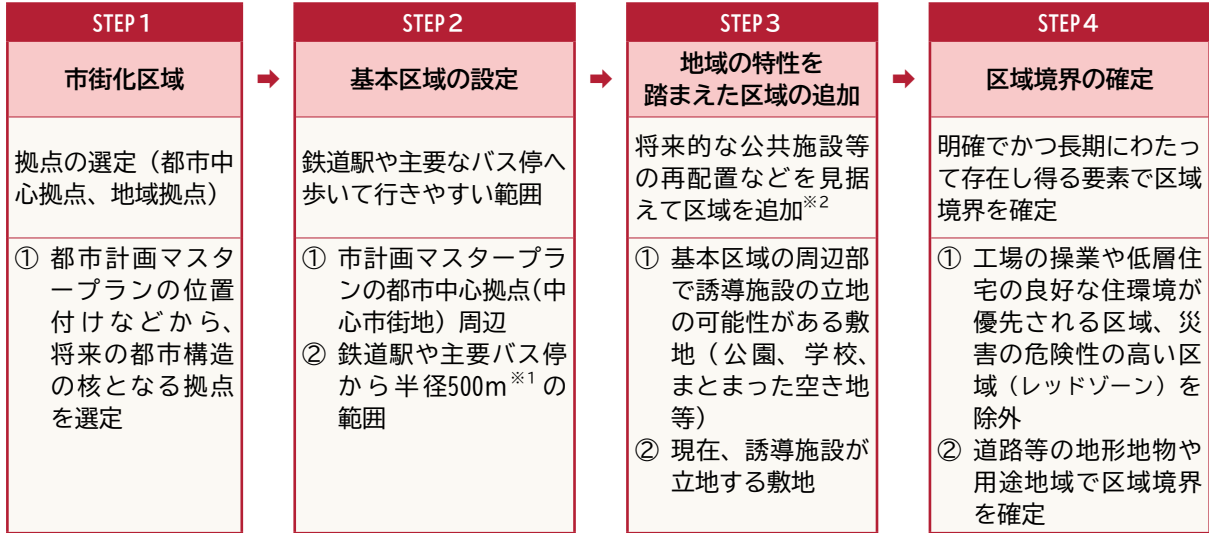 STEP1
市街化区域
拠点の選定（都市中
心拠点、地域拠点）
① 都市計画マスタ
ープランの位置
付けなどから、
将来の都市構造
の核となる拠点
を選定
➡
STEP2
基本区域の設定
鉄道駅や主要なバス停へ
歩いて行きやすい範囲
① 市計画マスタープラ
ンの都市中心拠点(中
心市街地）周辺
② 鉄道駅や主要バス停
から半径500m※1の
範囲
➡
STEP3
地域の特性を
踏まえた区域の追加
将来的な公共施設等
の再配置などを見据
えて区域を追加※2
① 基本区域の周辺部
で誘導施設の立地
の可能性がある敷
地（公園、学校、
まとまった空き地
等）
② 現在、誘導施設が
立地する敷地
➡
STEP4
区域境界の確定
明確でかつ長期にわたっ
て存在し得る要素で区域
境界を確定
① 工場の操業や低層住
宅の良好な住環境が
優先される区域、災
害の危険性の高い区
域（レッドゾーン）を
除外
② 道路等の地形地物や
用途地域で区域境界
を確定